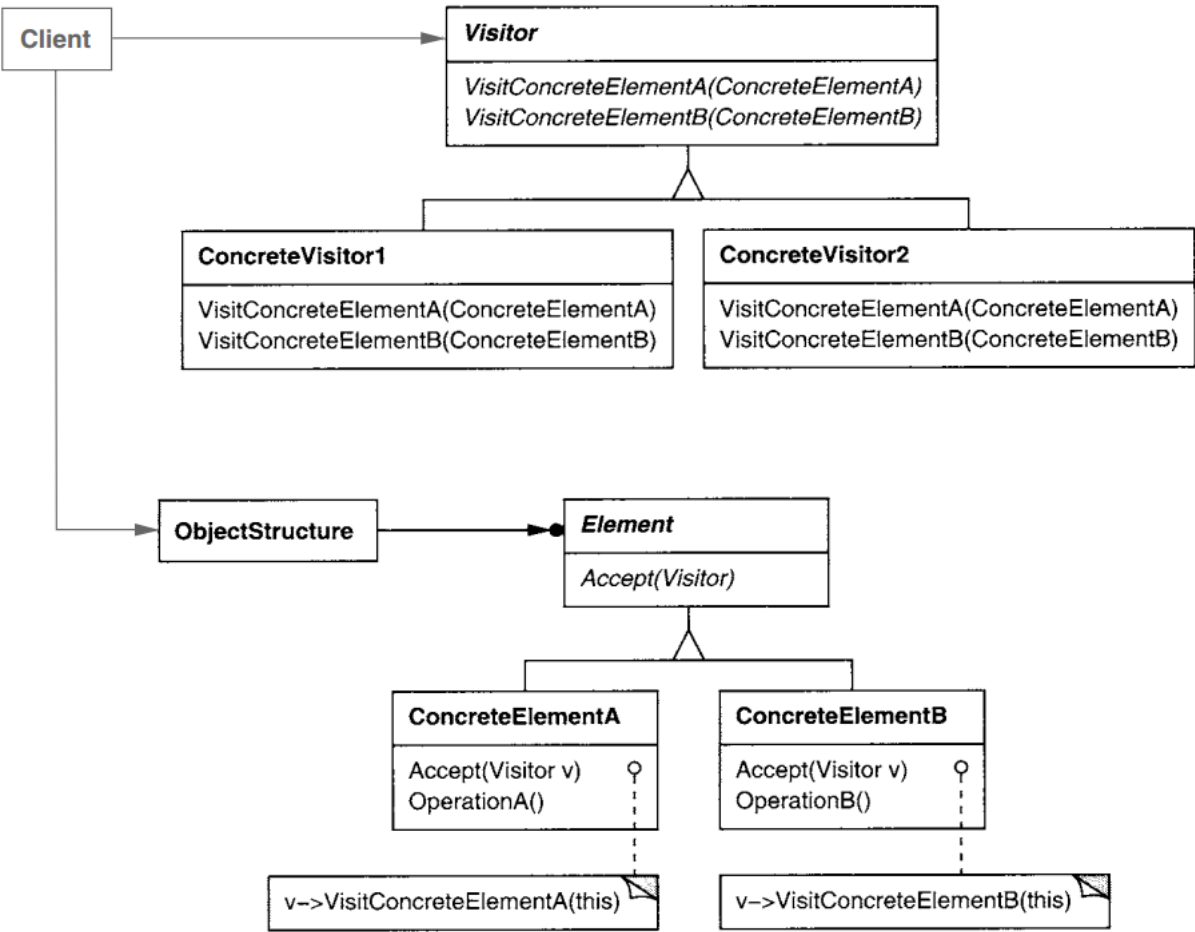 Client
Visitor
VisitConcreteElementA(ConcreteElementA)
VisitConcreteElementB(ConcreteElementB)
ConcreteVisitor1
VisitConcreteElementA(ConcreteElementA)
VisitConcreteElementB(ConcreteElementB)
ConcreteVisitor2
VisitConcreteElementA(ConcreteElementA)
VisitConcreteElementB(ConcreteElementB)
ObjectStructure
Element
Accept(Visitor)
ConcreteElementA
Accept(Visitor v)
OperationA()
v–>VisitConcreteElementA(this)
ConcreteElementB
Accept(Visitor v)
OperationB()
v–>VisitConcreteElementB(this)